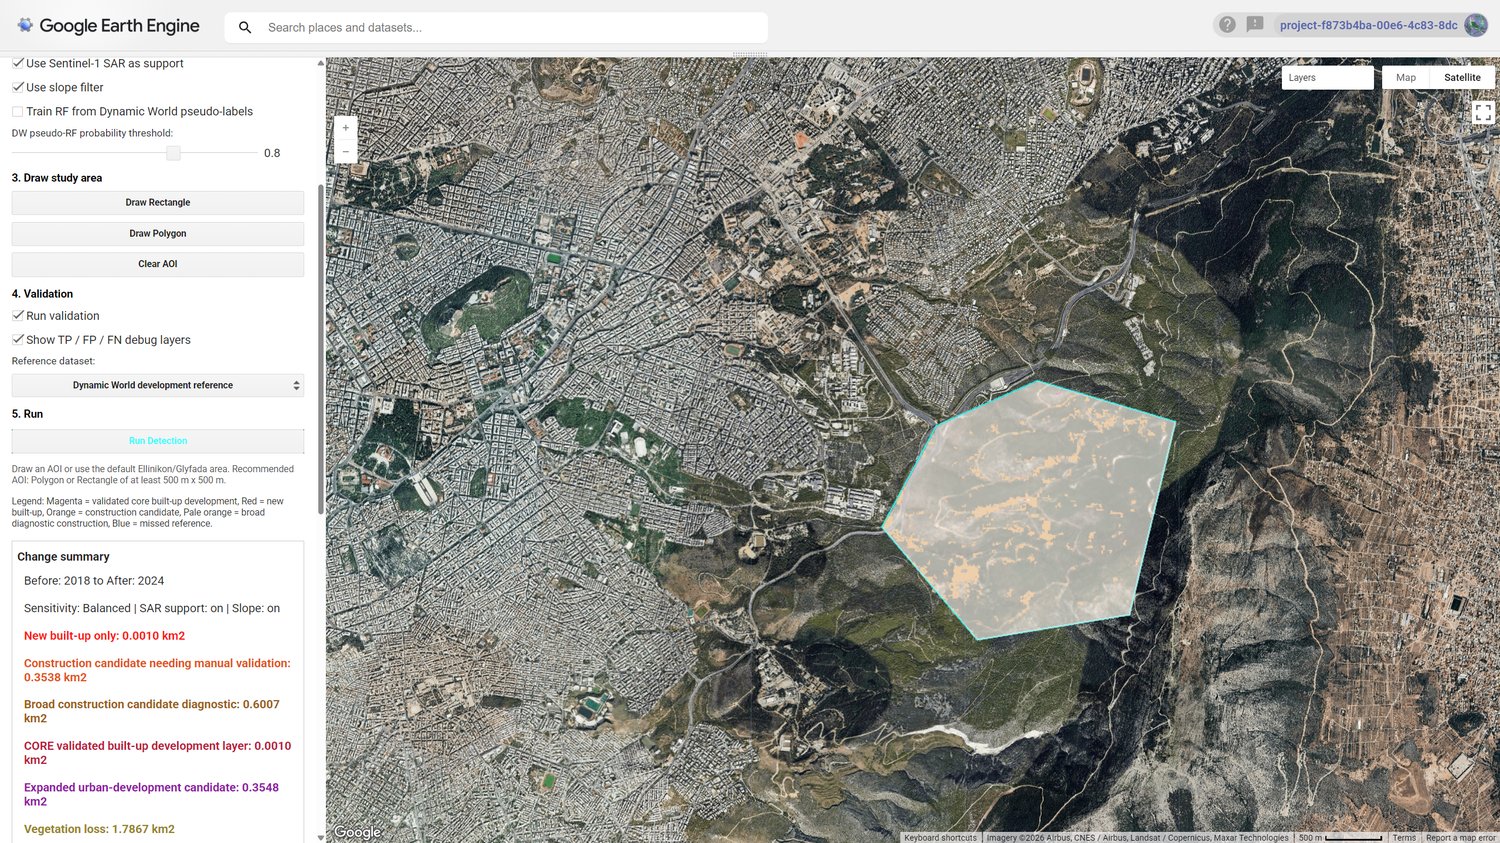 Google Earth Engine
Search places and datasets...
project-f873b4ba-00e6-4c83-8dc
Use Sentinel-1 SAR as support
Use slope filter
Train RF from Dynamic World pseudo-labels
DW pseudo-RF probability threshold:
0.8
3. Draw study area
Draw Rectangle
Draw Polygon
Clear AOI
4. Validation
Run validation
Show TP / FP / FN debug layers
Reference dataset:
Dynamic World development reference
5. Run
Run Detection
Draw an AOI or use the default Ellinikon/Glyfada area. Recommended
AOI: Polygon or Rectangle of at least 500 m x 500 m.
Legend: Magenta = validated core built-up development, Red = new
built-up, Orange = construction candidate, Pale orange = broad
diagnostic construction, Blue = missed reference.
Change summary
Before: 2018 to After: 2024
Sensitivity: Balanced | SAR support: on | Slope: on
New built-up only: 0.0010 km2
Construction candidate needing manual validation:
0.3538 km2
Broad construction candidate diagnostic: 0.6007
km2
CORE validated built-up development layer: 0.0010
km2
Expanded urban-development candidate: 0.3548
km2
Vegetation loss: 1.7867 km2
Layers
Map
Satellite
+
−
Google
Keyboard shortcuts
Imagery ©2026 Airbus, CNES / Airbus, Landsat / Copernicus, Maxar Technologies
500 m
Terms
Report a map error